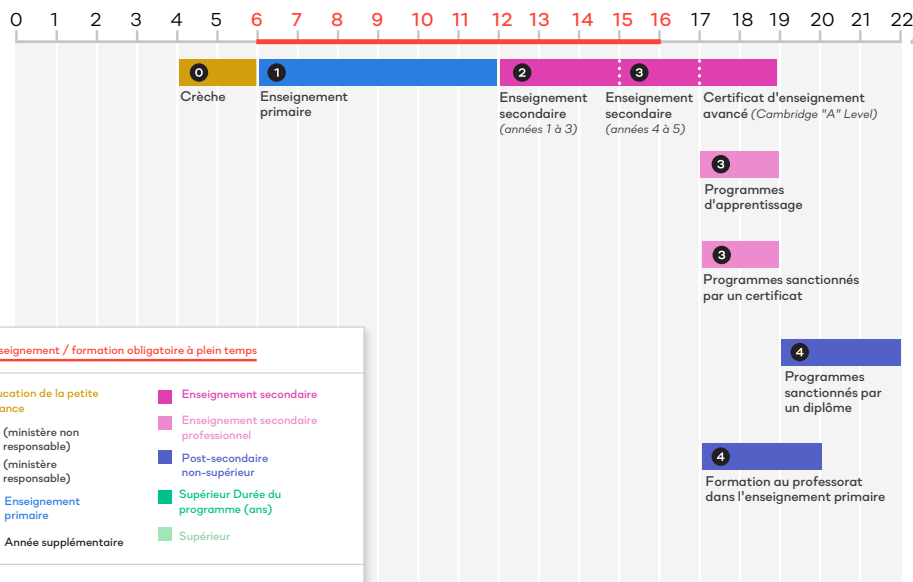 0 1 2 3 4 5 6 7 8 9 10 11 12 13 14 15 16 17 18 19 20 21 22
0
Crèche
1
Enseignement
primaire
2
Enseignement
secondaire
(années 1 à 3)
3
Enseignement
secondaire
(années 4 à 5)
Certificat d'enseignement
avancé (Cambridge "A" Level)
3
Programmes
d'apprentissage
3
Programmes sanctionnés
par un certificat
4
Programmes
sanctionnés par
un diplôme
4
Formation au professorat
dans l'enseignement primaire
seignement / formation obligatoire à plein temps
ucation de la petite
ance
(ministère non
responsable)
(ministère
responsable)
Enseignement
primaire
Année supplémentaire
Enseignement secondaire
Enseignement secondaire
professionnel
Post-secondaire
non-supérieur
Supérieur Durée du
programme (ans)
Supérieur